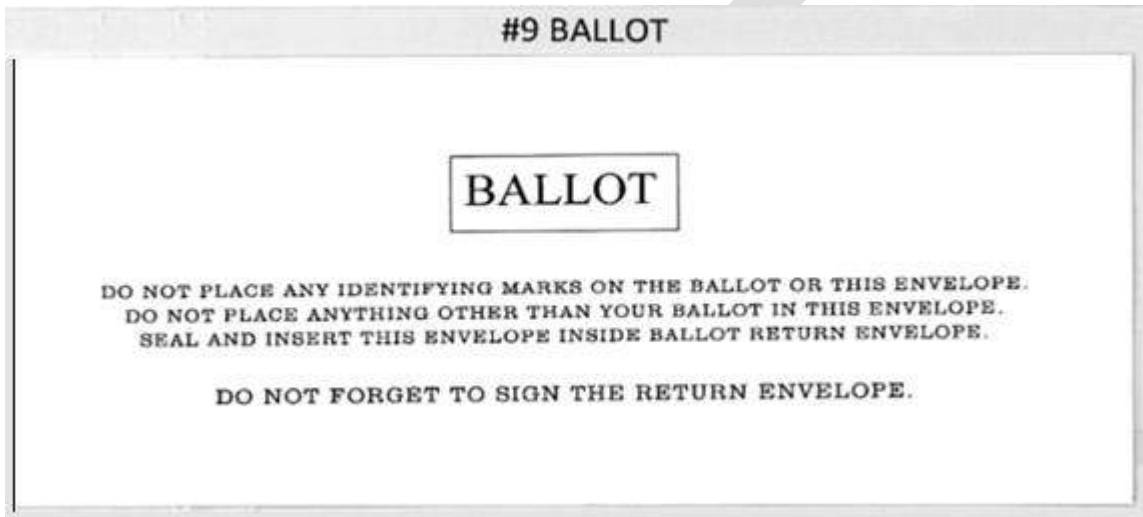 #9 BALLOT
BALLOT
DO NOT PLACE ANY IDENTIFYING MARKS ON THE BALLOT OR THIS ENVELOPE.
DO NOT PLACE ANYTHING OTHER THAN YOUR BALLOT IN THIS ENVELOPE.
SEAL AND INSERT THIS ENVELOPE INSIDE BALLOT RETURN ENVELOPE.
DO NOT FORGET TO SIGN THE RETURN ENVELOPE.